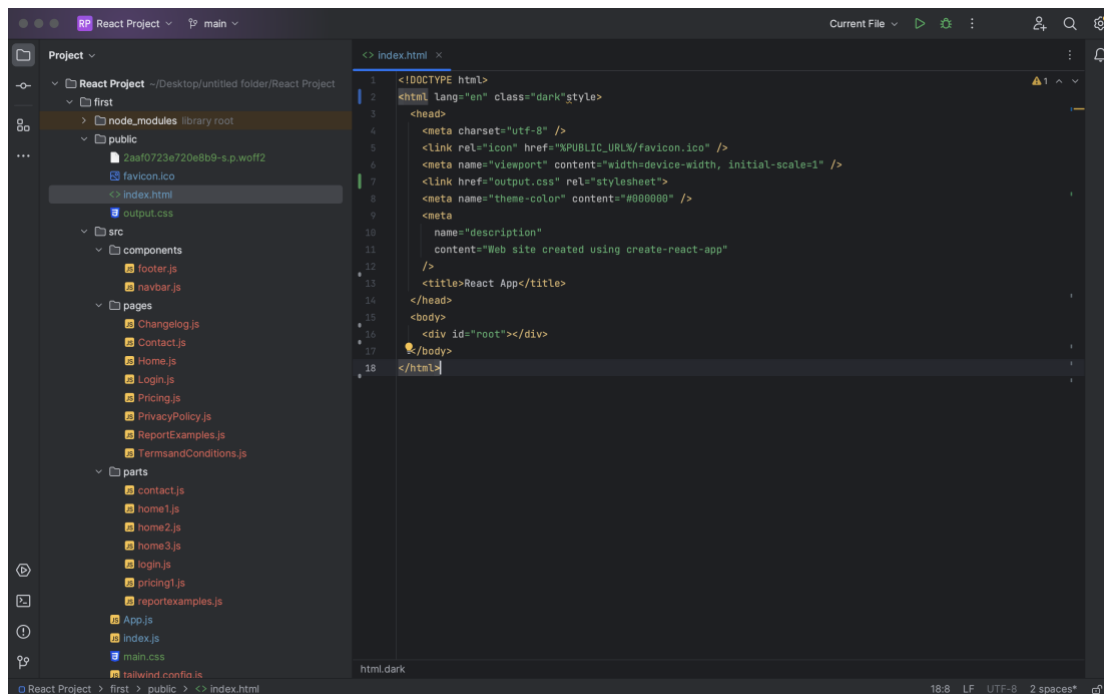 RP React Project main
Current File
Project
React Project ~/Desktop/untitled folder/React Project
first
node_modules library root
public
2aaf0723e720e8b9-s.p.woff2
favicon.ico
<> index.html
output.css
src
components
footer.js
navbar.js
pages
Changelog.js
Contact.js
Home.js
Login.js
Pricing.js
PrivacyPolicy.js
ReportExamples.js
TermsandConditions.js
parts
contact.js
home1.js
home2.js
home3.js
login.js
pricing1.js
reportexamples.js
App.js
index.js
main.css
tailwind.config.js
<> index.html ×
1 <!DOCTYPE html>
2 <html lang="en" class="dark"style>
3 <head>
4 <meta charset="utf-8" />
5 <link rel="icon" href="%PUBLIC_URL%/favicon.ico" />
6 <meta name="viewport" content="width=device-width, initial-scale=1" />
7 <link href="output.css" rel="stylesheet">
8 <meta name="theme-color" content="#000000" />
9 <meta
10 name="description"
11 content="Web site created using create-react-app"
12 />
13 <title>React App</title>
14 </head>
15 <body>
16 <div id="root"></div>
17 </body>
18 </html>
1
html.dark
React Project > first > public > <> index.html
18:8 LF UTF-8 2 spaces*